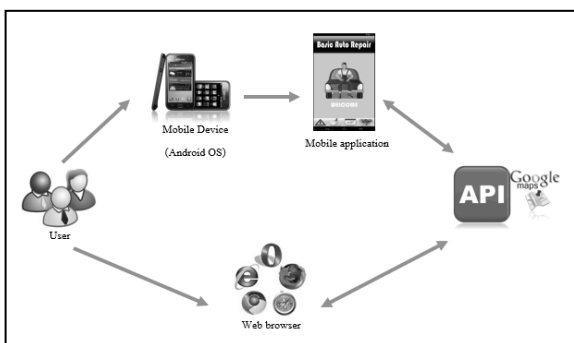 Basic Auto Repair
WELCOME
Mobile Device
(Android OS)
Mobile application
API
Google
maps
User
Web browser